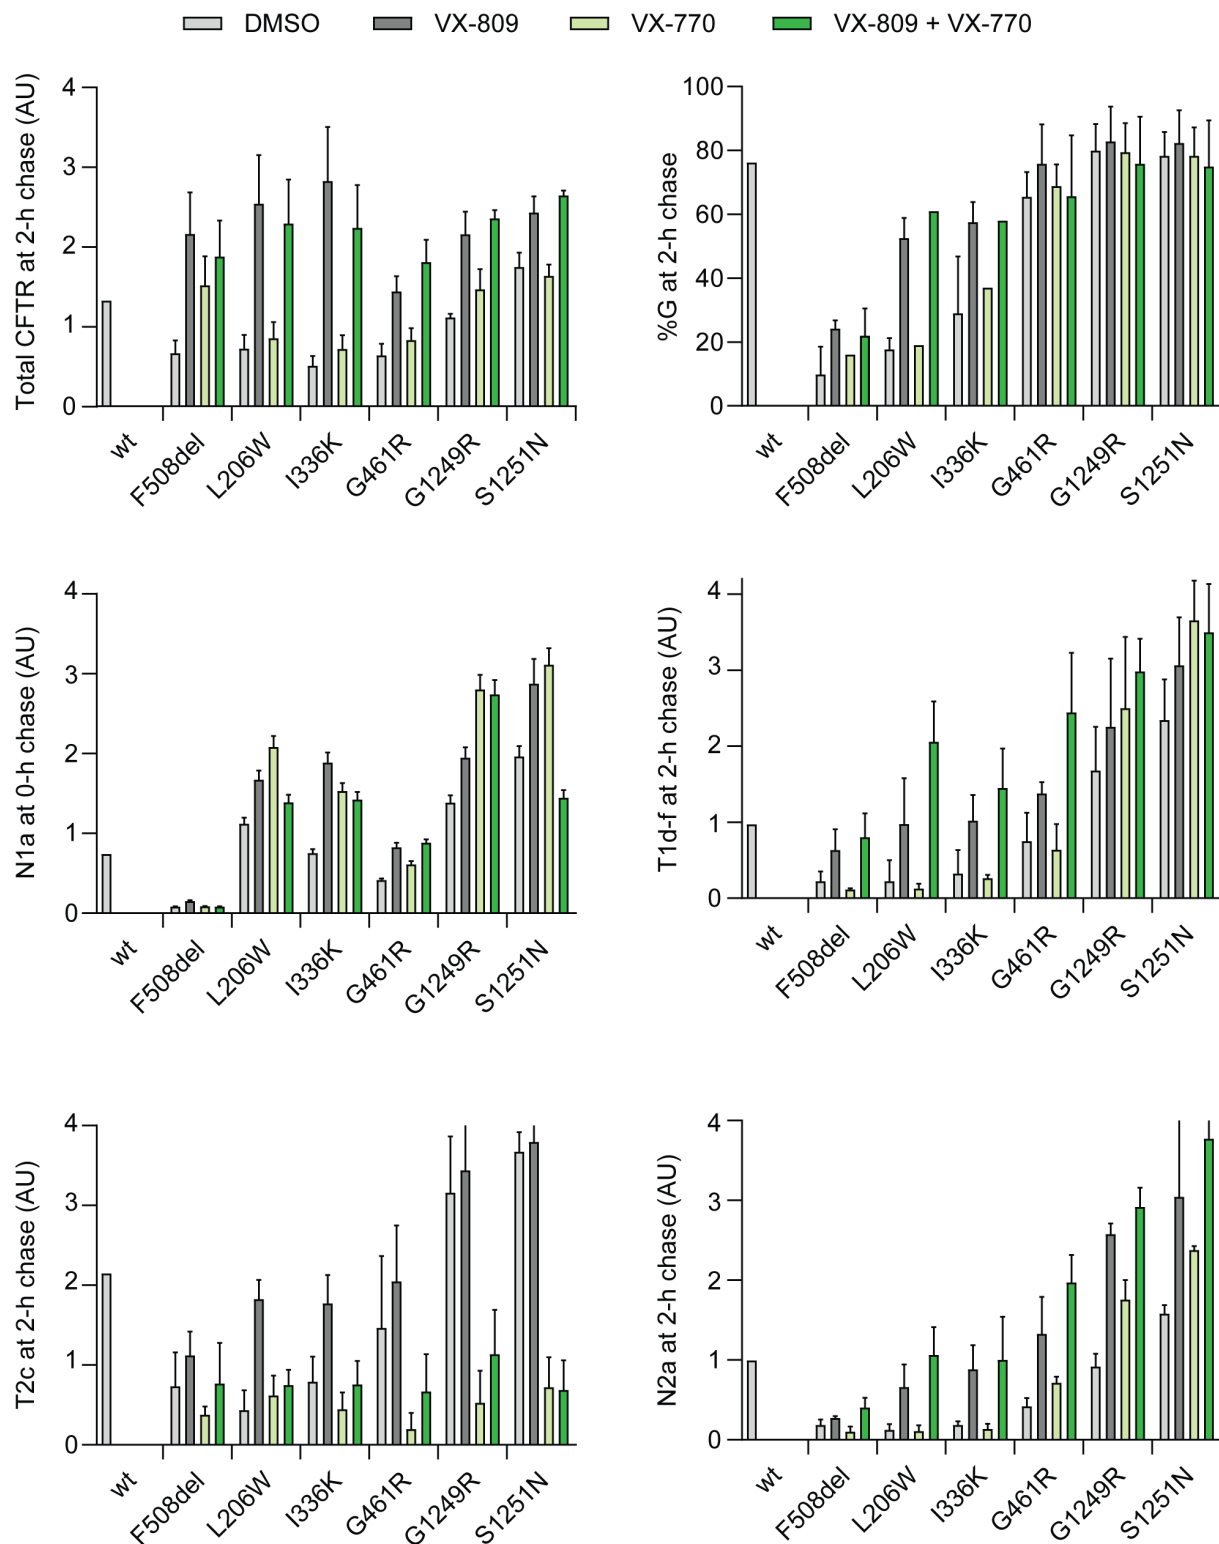 DMSO VX-809 VX-770 VX-809 + VX-770
Total CFTR at 2-h chase (AU)
4
3
2
1
0
wt F508del L206W I336K G461R G1249R S1251N
%G at 2-h chase
100
80
60
40
20
0
wt F508del L206W I336K G461R G1249R S1251N
N1a at 0-h chase (AU)
4
3
2
1
0
wt F508del L206W I336K G461R G1249R S1251N
T1d-f at 2-h chase (AU)
4
3
2
1
0
wt F508del L206W I336K G461R G1249R S1251N
T2c at 2-h chase (AU)
4
3
2
1
0
wt F508del L206W I336K G461R G1249R S1251N
N2a at 2-h chase (AU)
4
3
2
1
0
wt F508del L206W I336K G461R G1249R S1251N